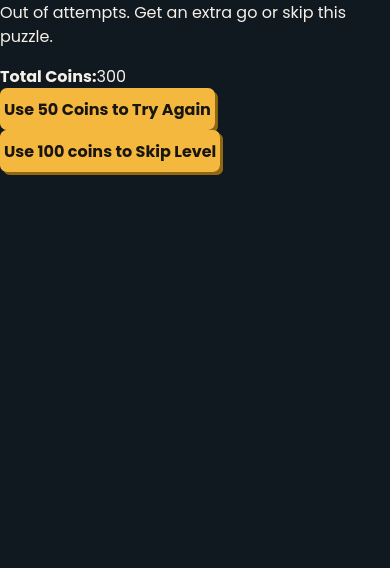 Out of attempts. Get an extra go or skip this
puzzle.
Total Coins:300
Use 50 Coins to Try Again
Use 100 coins to Skip Level